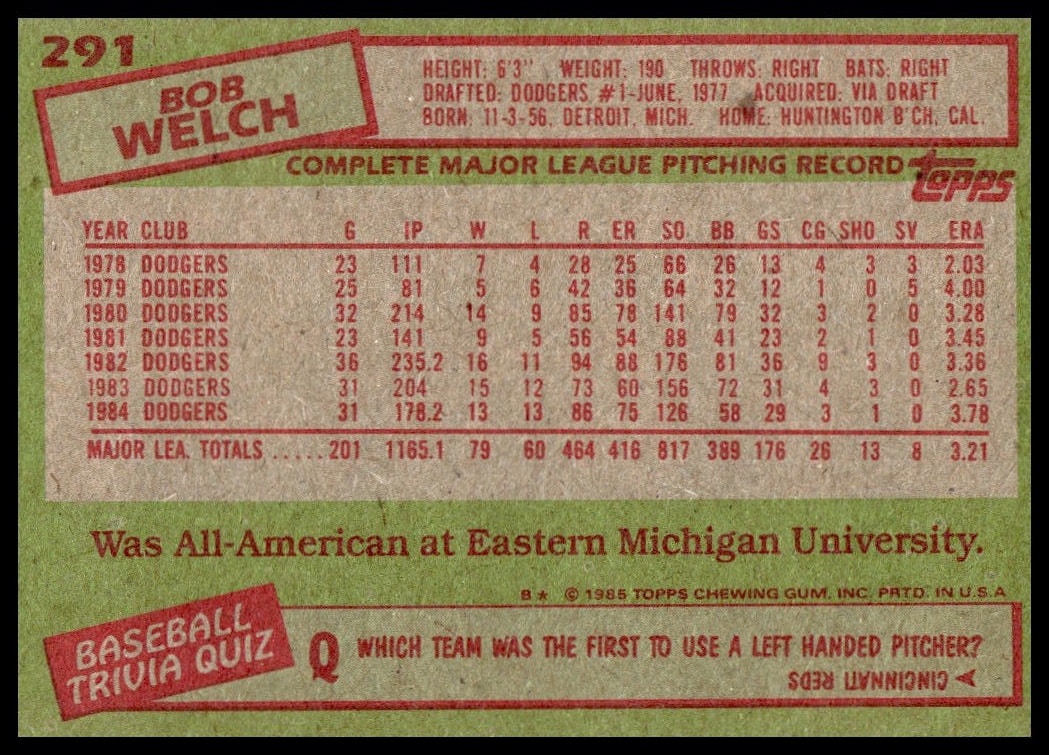 291
BOB
WELCH
HEIGHT: 6'3" WEIGHT: 190 THROWS: RIGHT BATS: RIGHT
DRAFTED: DODGERS #1-JUNE, 1977 ACQUIRED: VIA DRAFT
BORN: 11-3-56, DETROIT, MICH. HOME: HUNTINGTON B'CH, CAL.
COMPLETE MAJOR LEAGUE PITCHING RECORD
TOPPS
YEAR CLUB G IP W L R ER SO BB GS CG SHO SV ERA
1978 DODGERS 23 111 7 4 28 25 66 26 13 4 3 3 2.03
1979 DODGERS 25 81 5 6 42 36 64 32 12 1 0 5 4.00
1980 DODGERS 32 214 14 9 85 78 141 79 32 3 2 0 3.28
1981 DODGERS 23 141 9 5 56 54 88 41 23 2 1 0 3.45
1982 DODGERS 36 235.2 16 11 94 88 176 81 36 9 3 0 3.36
1983 DODGERS 31 204 15 12 73 60 156 72 31 4 3 0 2.65
1984 DODGERS 31 178.2 13 13 86 75 126 58 29 3 1 0 3.78
MAJOR LEA. TOTALS .....201 1165.1 79 60 464 416 817 389 176 26 13 8 3.21
Was All-American at Eastern Michigan University.
B★ © 1985 TOPPS CHEWING GUM, INC. PRTD. IN U.S.A
BASEBALL
TRIVIA QUIZ
Q WHICH TEAM WAS THE FIRST TO USE A LEFT HANDED PITCHER?
A CINCINNATI REDS